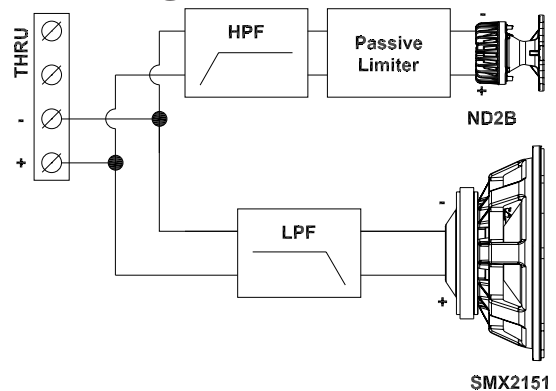 THRU
HPF
Passive
Limiter
-
+
ND2B
-
+
LPF
-
+
SMX2151